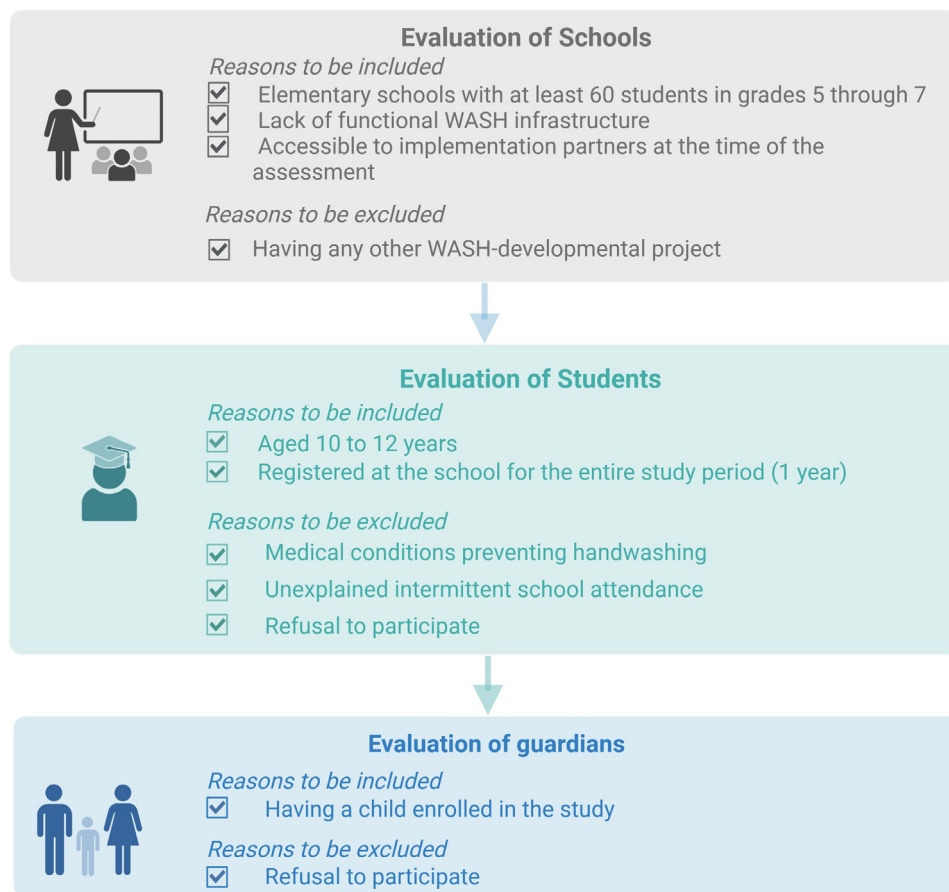 Evaluation of Schools
Reasons to be included
Elementary schools with at least 60 students in grades 5 through 7
Lack of functional WASH infrastructure
Accessible to implementation partners at the time of the
assessment
Reasons to be excluded
Having any other WASH-developmental project
Evaluation of Students
Reasons to be included
Aged 10 to 12 years
Registered at the school for the entire study period (1 year)
Reasons to be excluded
Medical conditions preventing handwashing
Unexplained intermittent school attendance
Refusal to participate
Evaluation of guardians
Reasons to be included
Having a child enrolled in the study
Reasons to be excluded
Refusal to participate